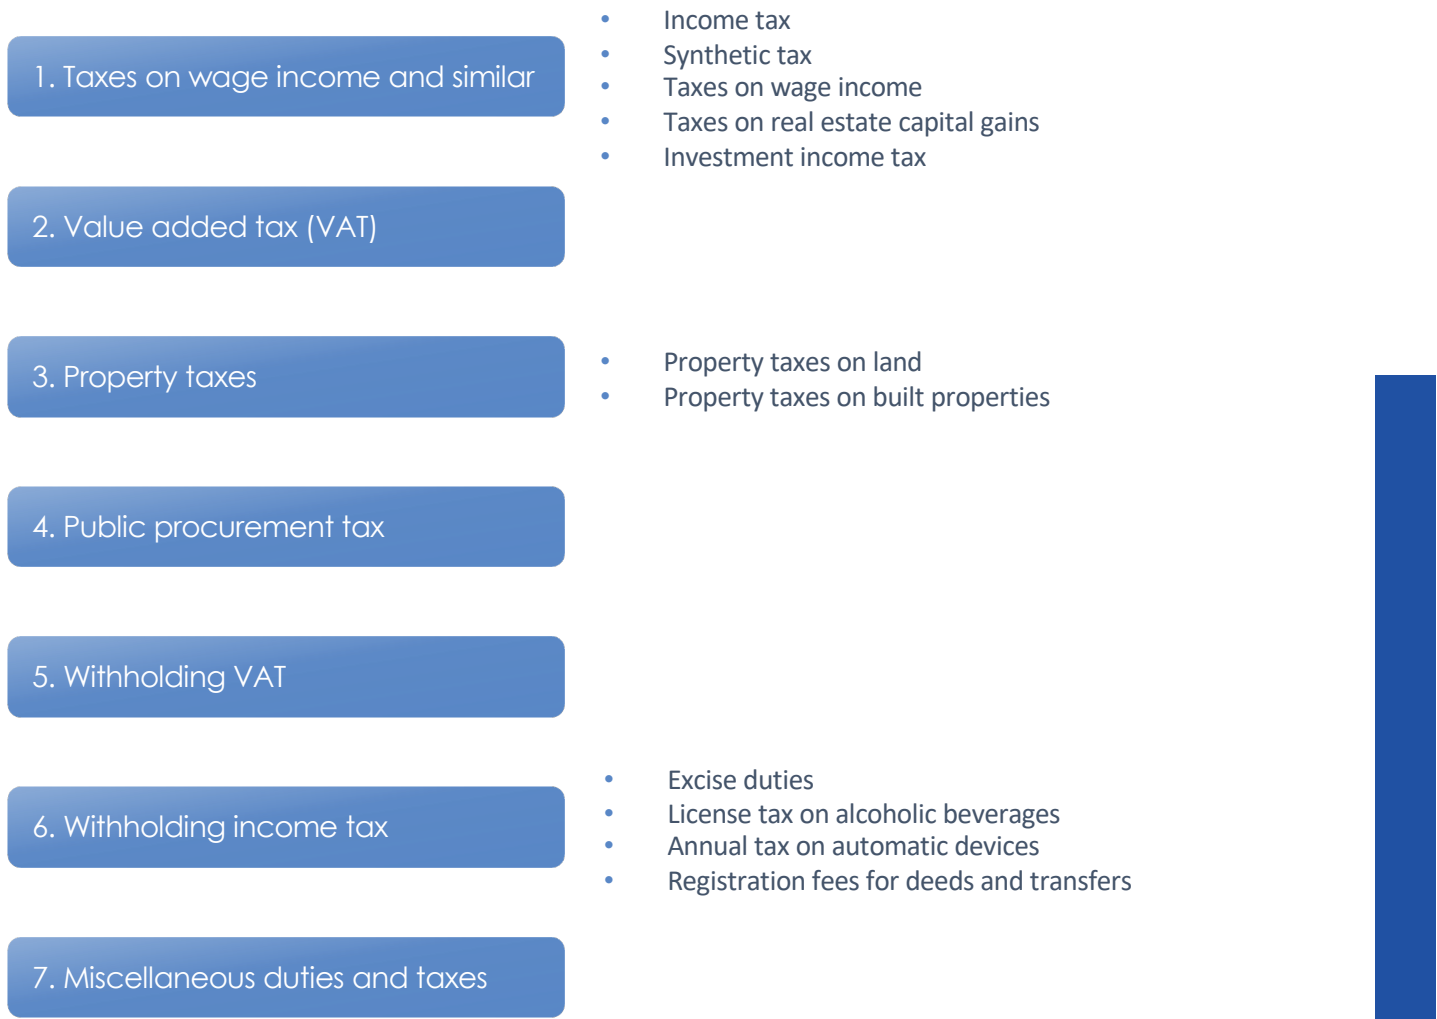 1. Taxes on wage income and similar
• Income tax
• Synthetic tax
• Taxes on wage income
• Taxes on real estate capital gains
• Investment income tax
2. Value added tax (VAT)
3. Property taxes
• Property taxes on land
• Property taxes on built properties
4. Public procurement tax
5. Withholding VAT
6. Withholding income tax
• Excise duties
• License tax on alcoholic beverages
• Annual tax on automatic devices
• Registration fees for deeds and transfers
7. Miscellaneous duties and taxes